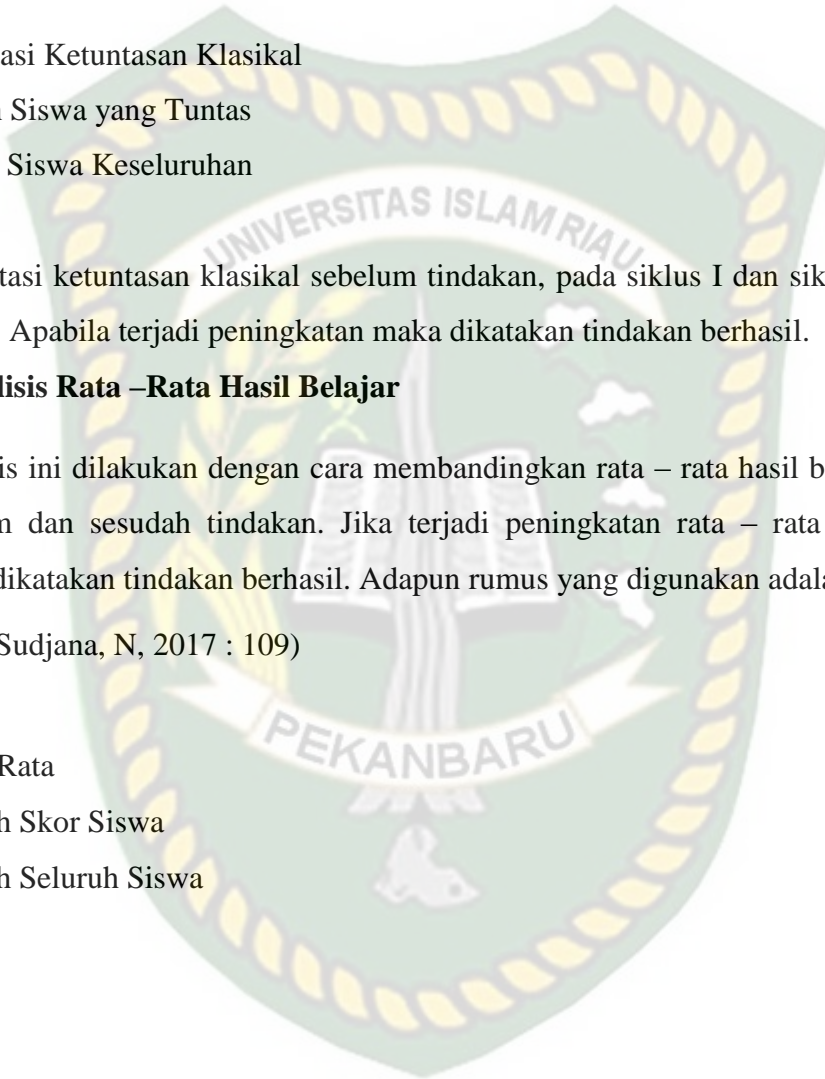 asi Ketuntasan Klasikal
Siswa yang Tuntas
Siswa Keseluruhan
UNIVERSITAS ISLAM RIAU
tasi ketuntasan klasikal sebelum tindakan, pada siklus I dan sik
Apabila terjadi peningkatan maka dikatakan tindakan berhasil.
lisis Rata –Rata Hasil Belajar
is ini dilakukan dengan cara membandingkan rata – rata hasil b
m dan sesudah tindakan. Jika terjadi peningkatan rata – rata
dikatakan tindakan berhasil. Adapun rumus yang digunakan adala
Sudjana, N, 2017 : 109)
PEKANBARU
Rata
h Skor Siswa
h Seluruh Siswa